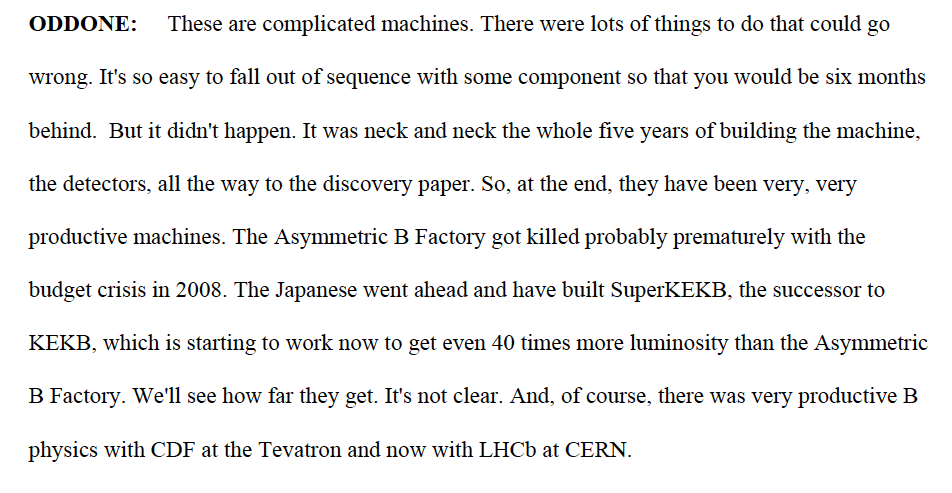 ODDONE: These are complicated machines. There were lots of things to do that could go
wrong. It's so easy to fall out of sequence with some component so that you would be six months
behind.  But it didn't happen. It was neck and neck the whole five years of building the machine,
the detectors, all the way to the discovery paper. So, at the end, they have been very, very
productive machines. The Asymmetric B Factory got killed probably prematurely with the
budget crisis in 2008. The Japanese went ahead and have built SuperKEKB, the successor to
KEKB, which is starting to work now to get even 40 times more luminosity than the Asymmetric
B Factory. We'll see how far they get. It's not clear. And, of course, there was very productive B
physics with CDF at the Tevatron and now with LHCb at CERN.